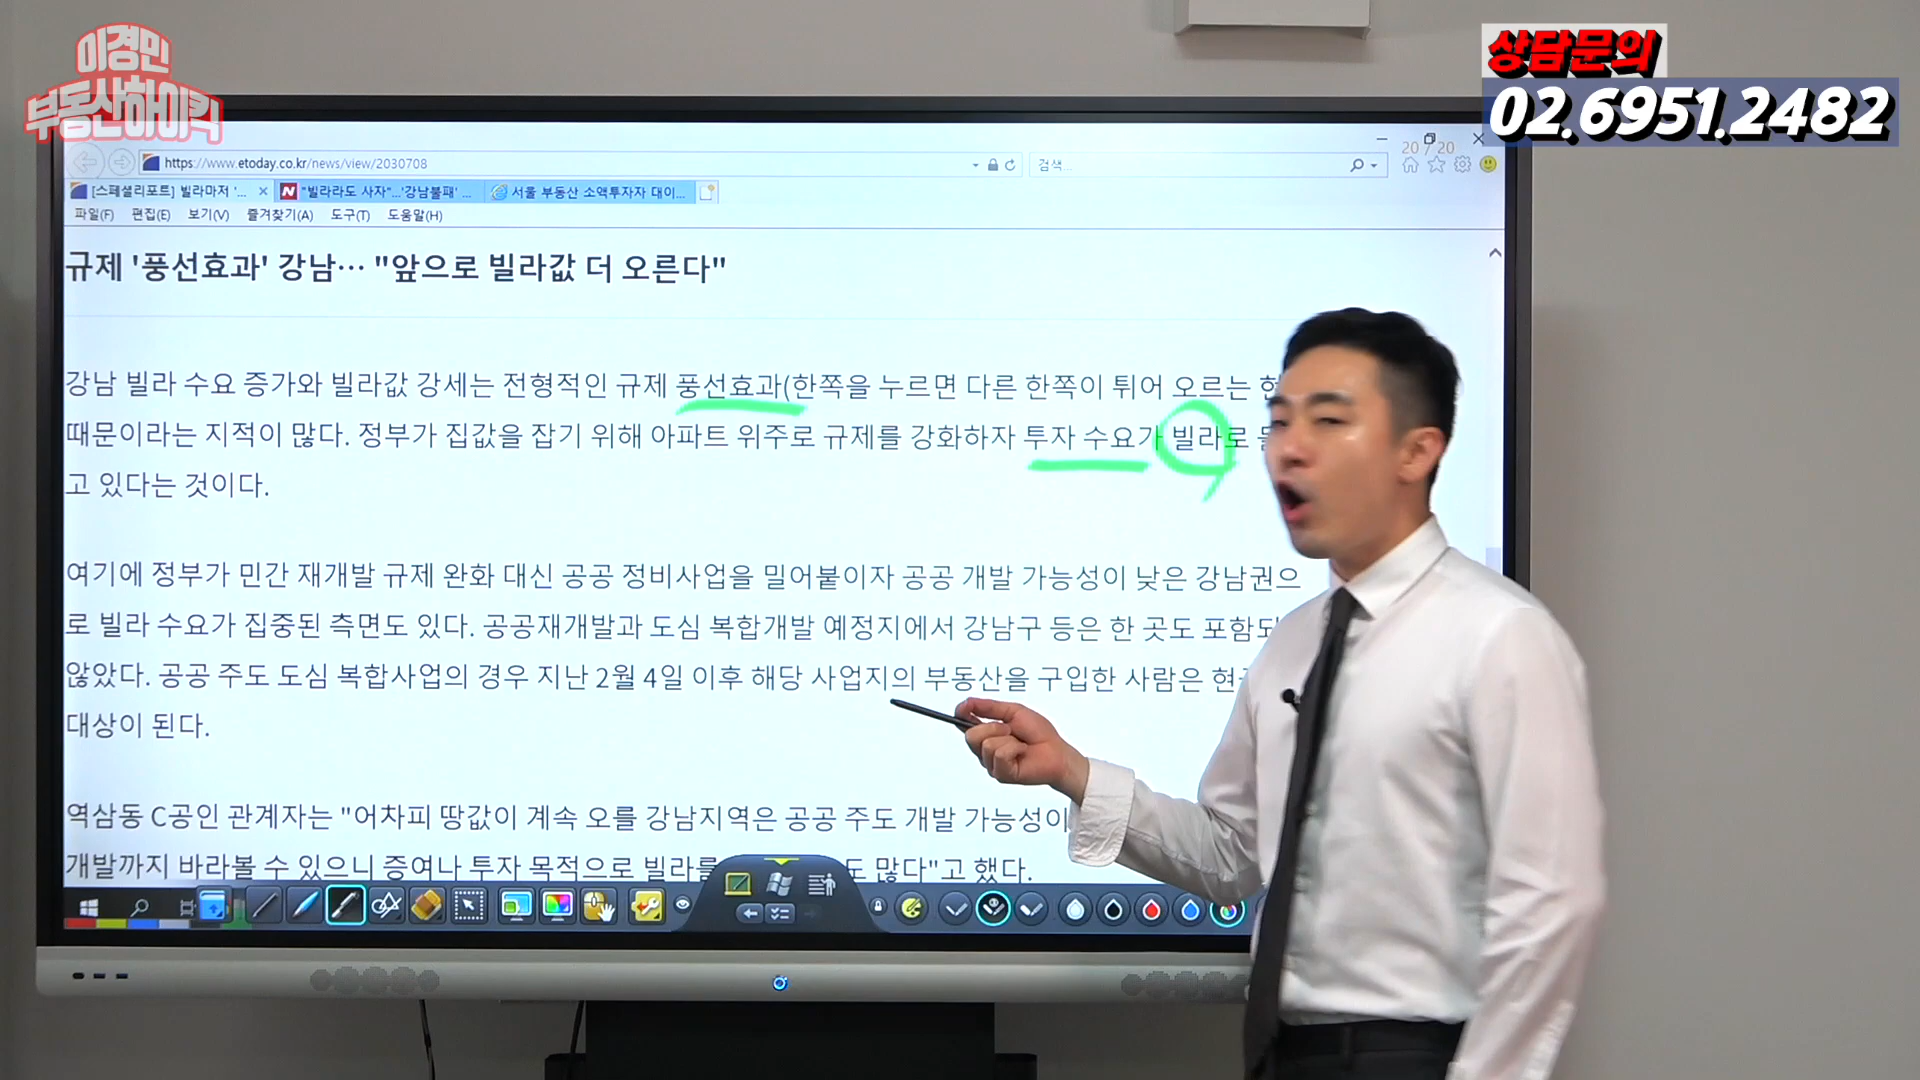 이경민
부동산하이킥
상담문의
02.6951.2482
20 / 20
https://www.etoday.co.kr/news/view/2030708
검색...
[스페셜리포트] 빌라마저 '...
"빌라라도 사자"...'강남불패' ...
서울 부동산 소액투자자 대이...
파일(F) 편집(E) 보기(V) 즐겨찾기(A) 도구(T) 도움말(H)
규제 '풍선효과' 강남… "앞으로 빌라값 더 오른다"
강남 빌라 수요 증가와 빌라값 강세는 전형적인 규제 풍선효과(한쪽을 누르면 다른 한쪽이 튀어 오르는
때문이라는 지적이 많다. 정부가 집값을 잡기 위해 아파트 위주로 규제를 강화하자 투자 수요가 빌라로
고 있다는 것이다.
여기에 정부가 민간 재개발 규제 완화 대신 공공 정비사업을 밀어붙이자 공공 개발 가능성이 낮은 강남권으
로 빌라 수요가 집중된 측면도 있다. 공공재개발과 도심 복합개발 예정지에서 강남구 등은 한 곳도
않았다. 공공 주도 도심 복합사업의 경우 지난 2월 4일 이후 해당 사업지의 부동산을 구입한 사람은
대상이 된다.
역삼동 C공인 관계자는 "어차피 땅값이 계속 오를 강남지역은 공공 주도 개발 가능성이
개발까지 바라볼 수 있으니 증여나 투자 목적으로 빌라를 도 많다"고 했다.